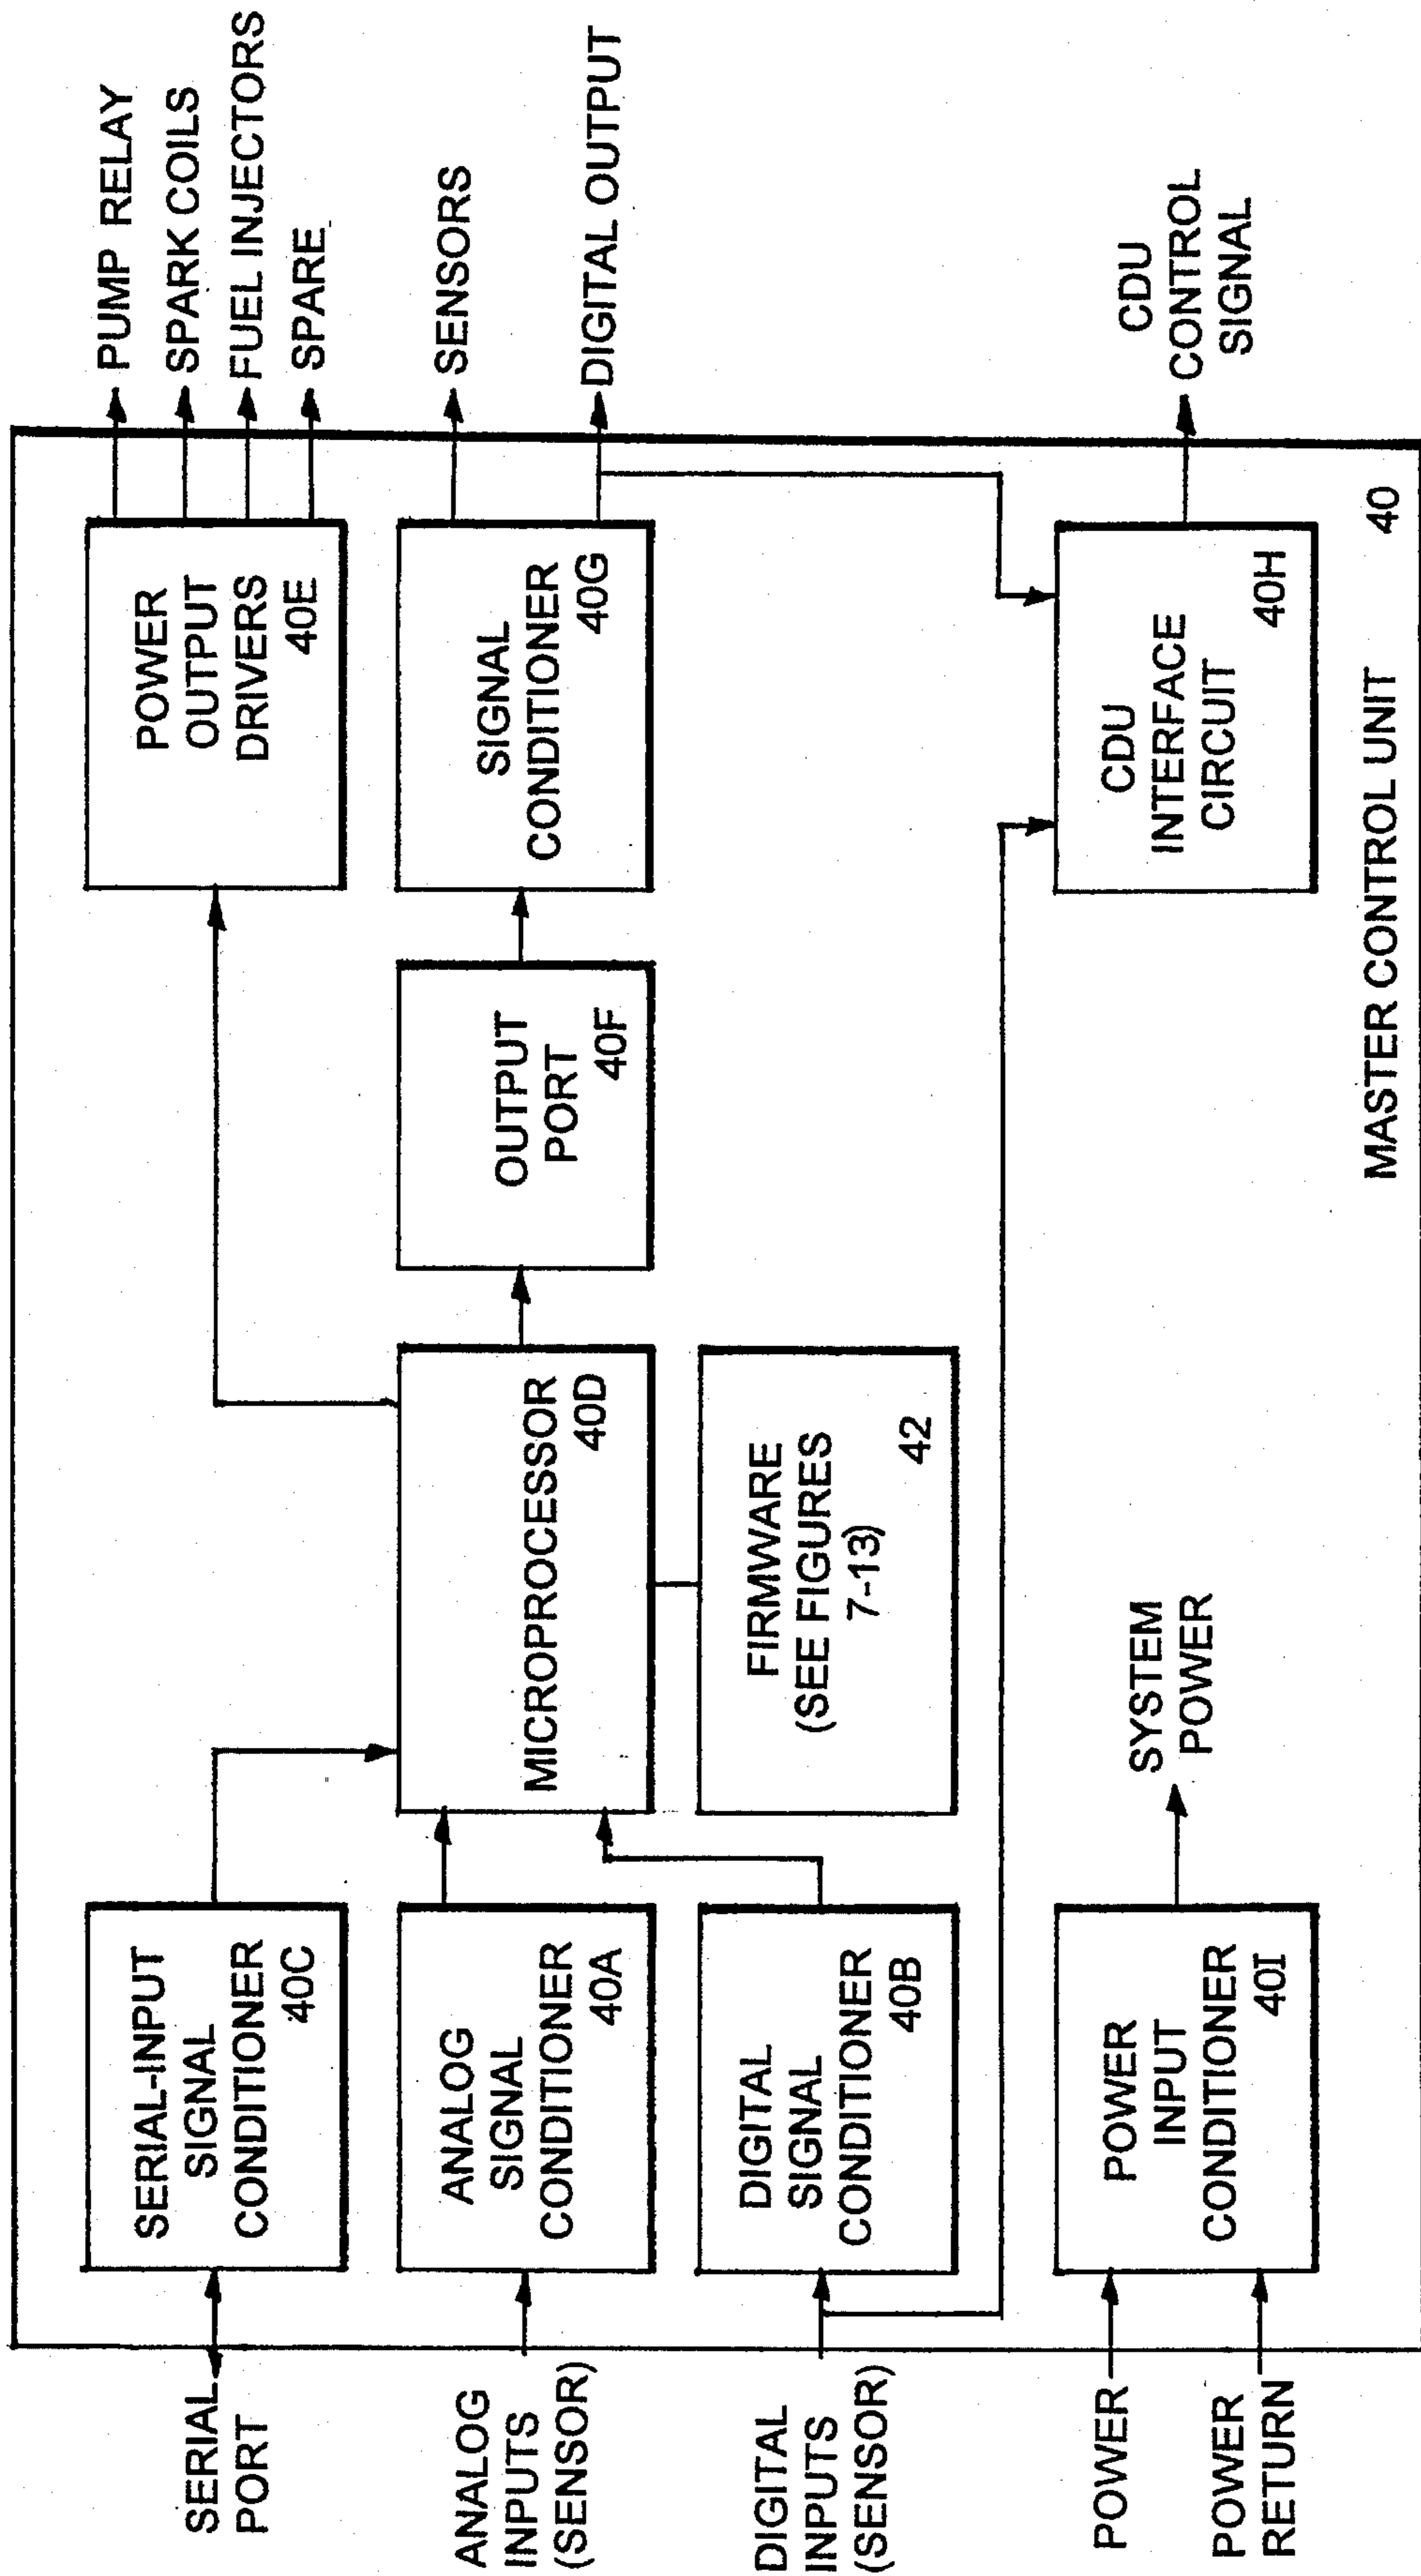 SERIAL
PORT
SERIAL-INPUT
SIGNAL
CONDITIONER
40C
POWER
OUTPUT
DRIVERS
40E
PUMP RELAY
SPARK COILS
FUEL INJECTORS
SPARE
ANALOG
INPUTS
(SENSOR)
ANALOG
SIGNAL
CONDITIONER
40A
MICROPROCESSOR
40D
OUTPUT
PORT
40F
SIGNAL
CONDITIONER
40G
SENSORS
DIGITAL OUTPUT
DIGITAL
INPUTS
(SENSOR)
DIGITAL
SIGNAL
CONDITIONER
40B
FIRMWARE
(SEE FIGURES
7-13)
42
POWER
POWER
RETURN
POWER
INPUT
CONDITIONER
40I
SYSTEM
POWER
CDU
INTERFACE
CIRCUIT
40H
CDU
CONTROL
SIGNAL
MASTER CONTROL UNIT 40